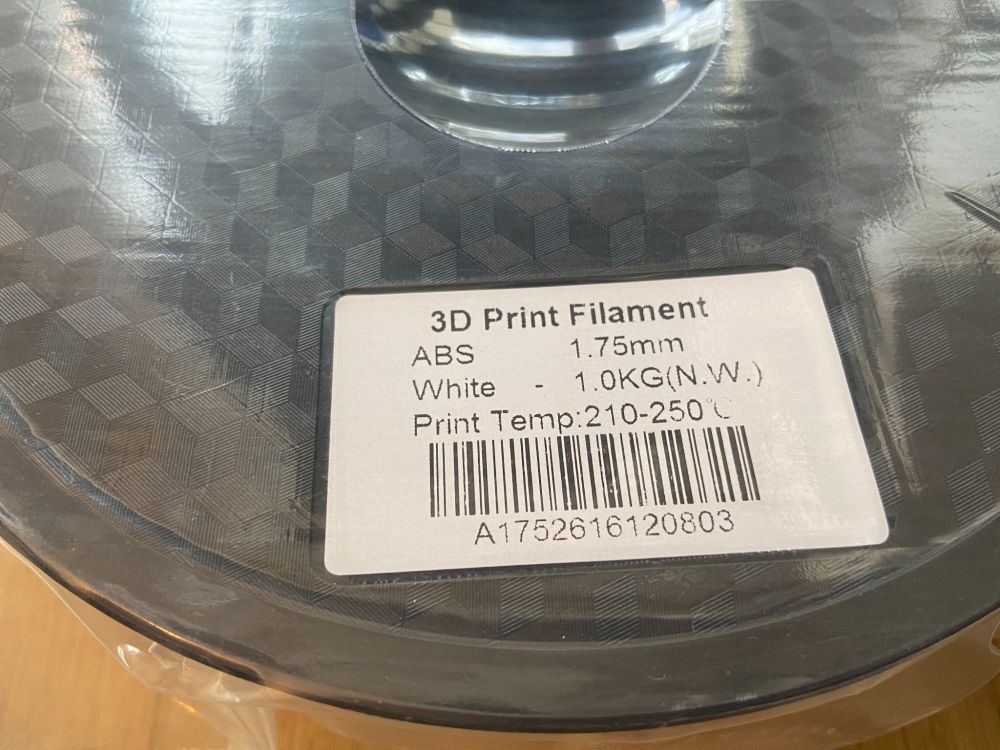 3D Print Filament
ABS 1.75mm
White - 1.0KG(N.W.)
Print Temp:210-250℃
A1752616120803